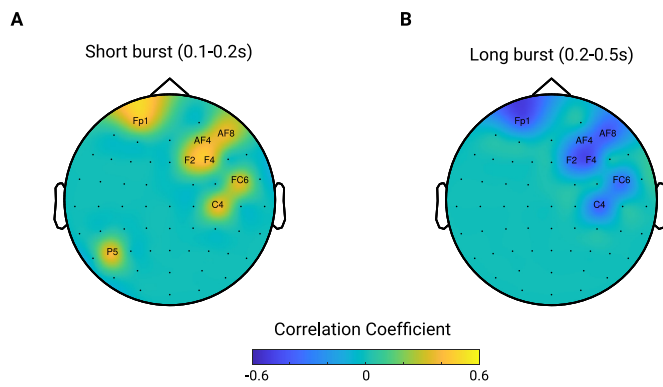 A
B
Short burst (0.1-0.2s)
Long burst (0.2-0.5s)
Fp1
AF8
AF4
F2 F4
FC6
C4
P5
Fp1
AF8
AF4
F2 F4
FC6
C4
Correlation Coefficient
-0.6 0 0.6